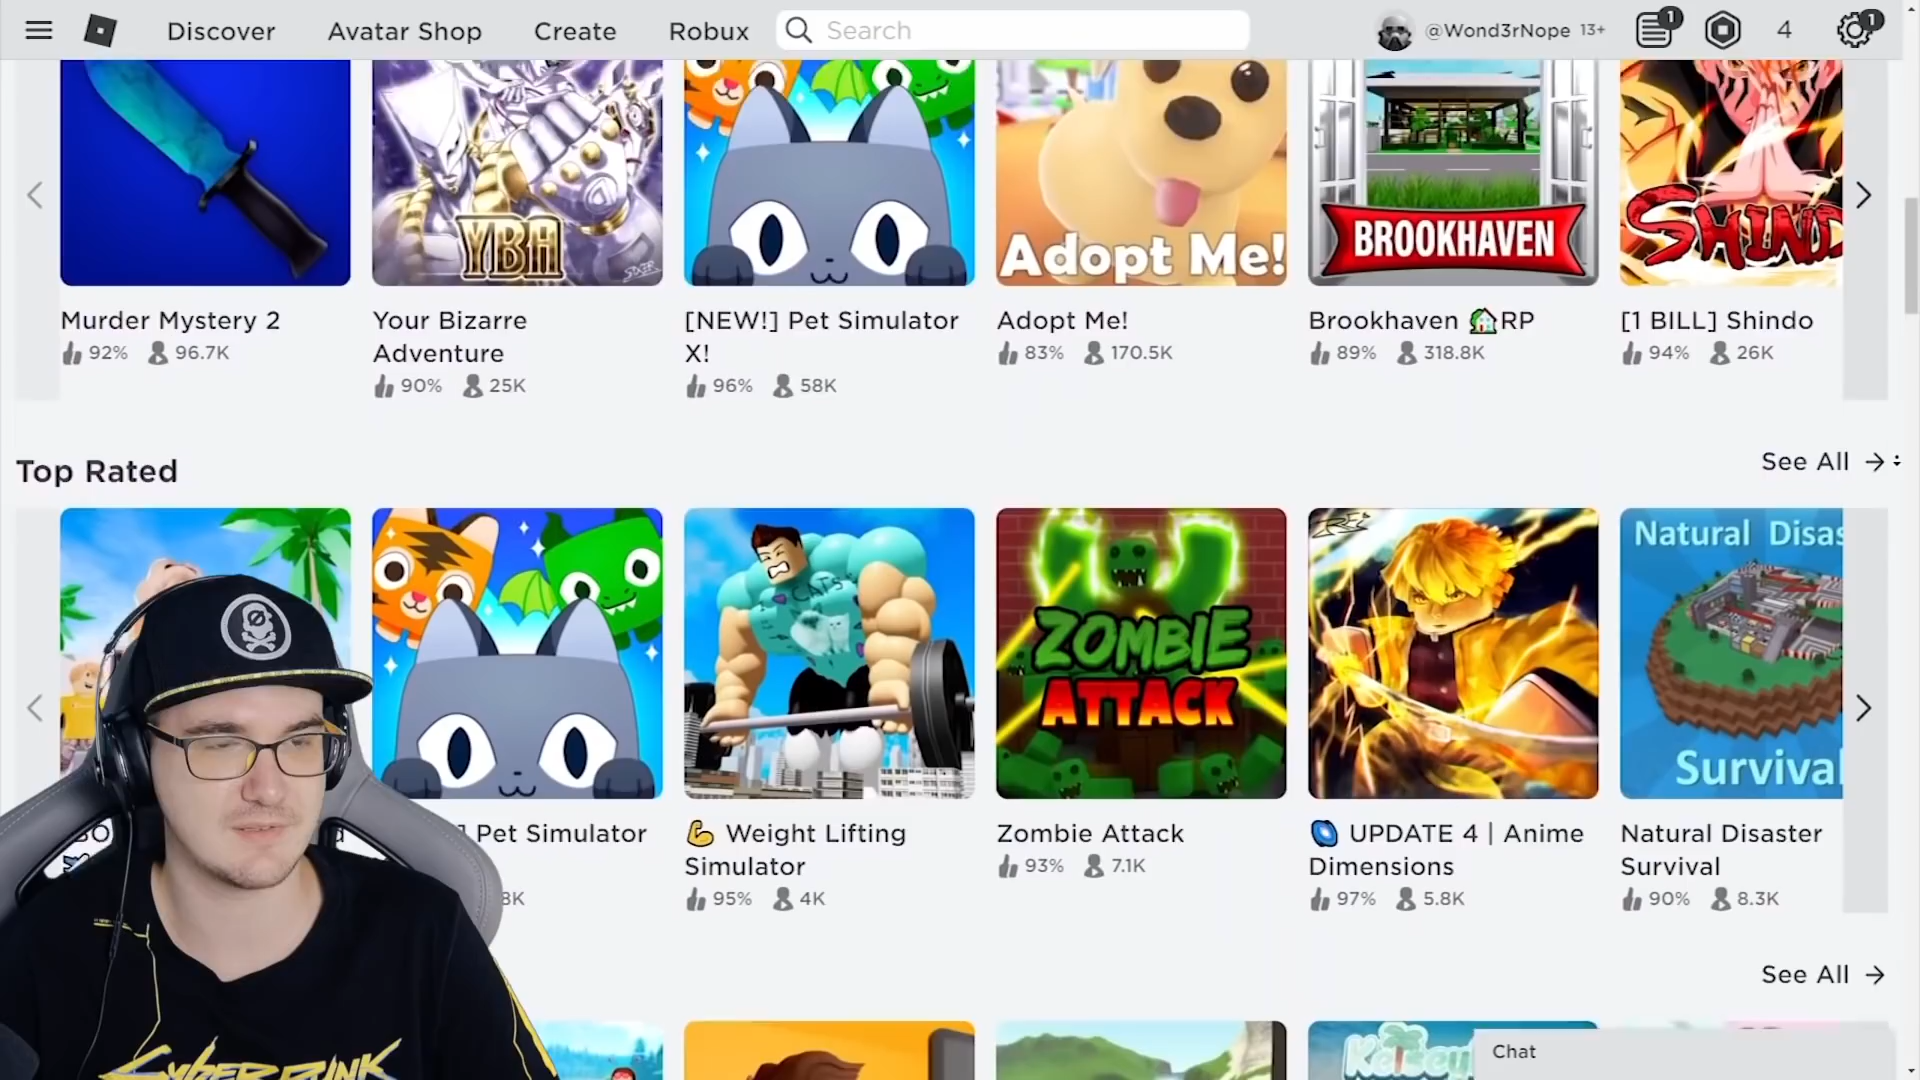 Discover Avatar Shop Create Robux Search @Wond3rNope 13+ 1 4 1
YBA
Adopt Me!
BROOKHAVEN
Murder Mystery 2
92% 96.7K
Your Bizarre
Adventure
90% 25K
[NEW!] Pet Simulator
X!
96% 58K
Adopt Me!
83% 170.5K
Brookhaven 🏠RP
89% 318.8K
[1 BILL] Shindo
94% 26K
Top Rated
See All →
CATS
ZOMBIE
ATTACK
Natural Disas
Survival
Pet Simulator
8K
💪 Weight Lifting
Simulator
95% 4K
Zombie Attack
93% 7.1K
UPDATE 4 | Anime
Dimensions
97% 5.8K
Natural Disaster
Survival
90% 8.3K
See All →
CYBERPUNK
Kelsey
Chat